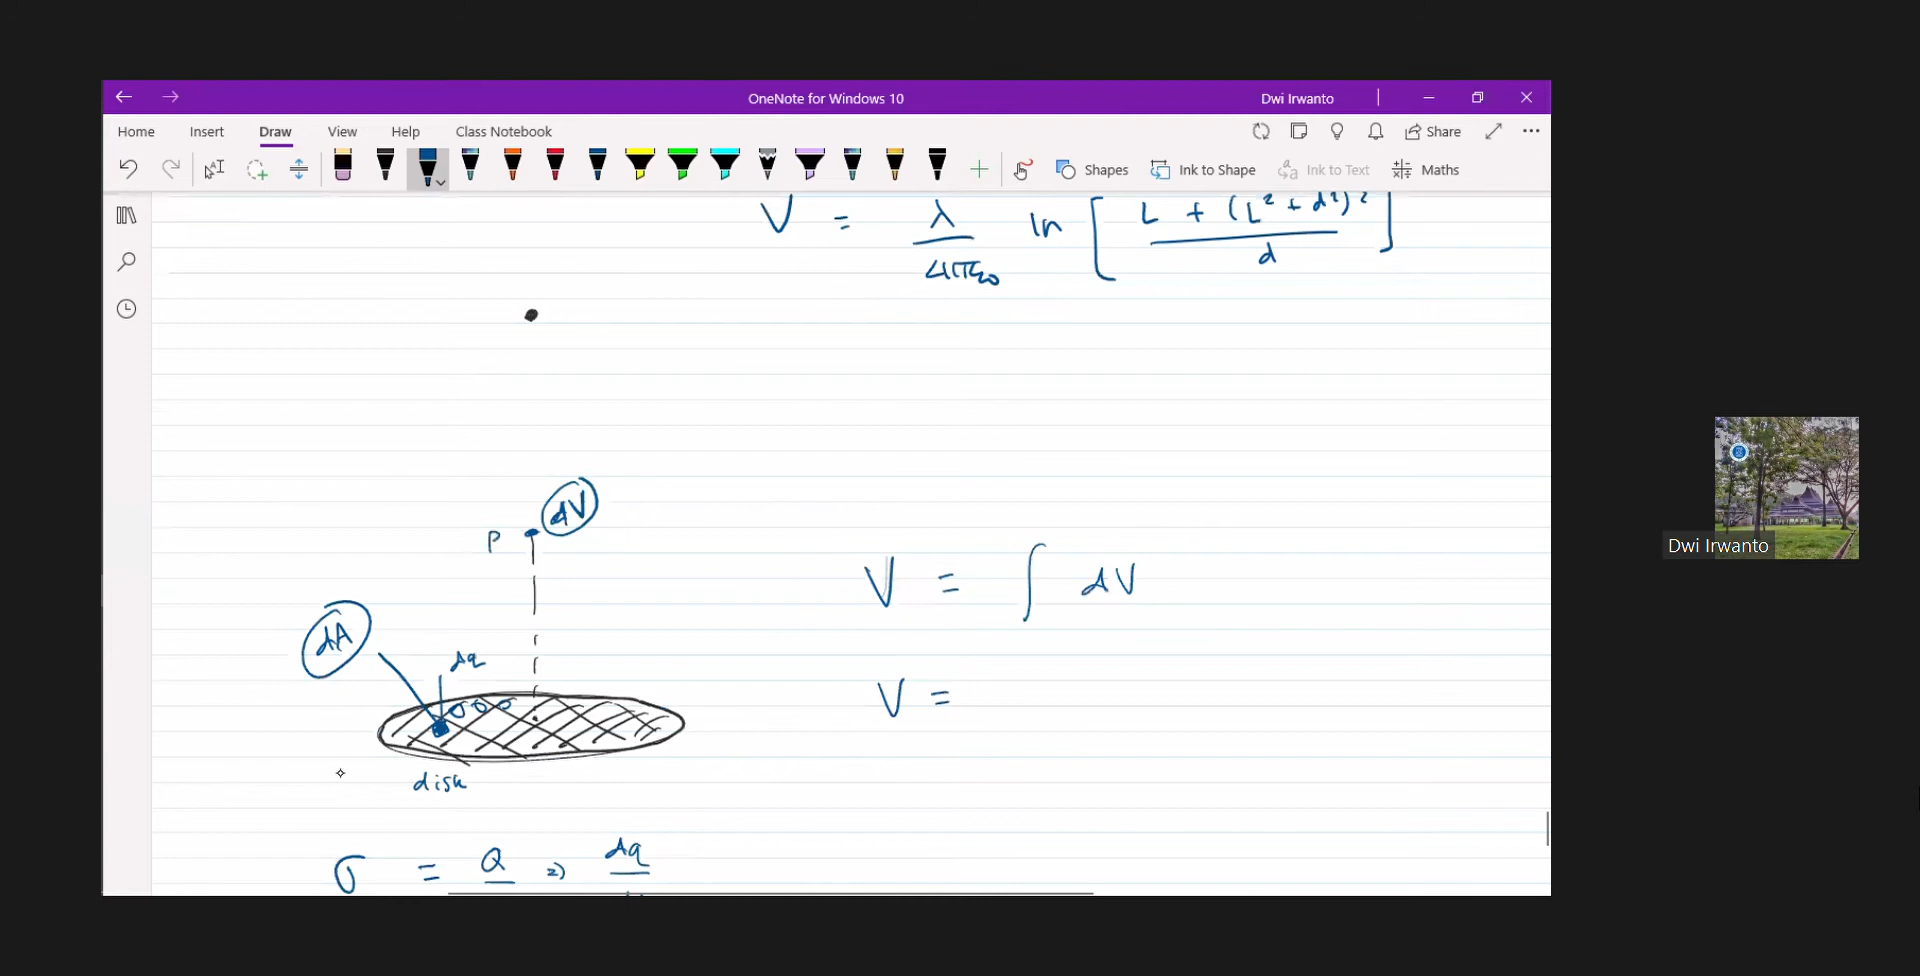 OneNote for Windows 10
Dwi Irwanto
Home Insert Draw View Help Class Notebook
Share
Shapes Ink to Shape Ink to Text Maths
V = λ/4πε₀ ln [ L + (L² + d²)² / d ]
dV
P
V = ∫ dV
dA
dq
σ σ σ
V =
disk
σ = Q ⇒ dq
Dwi Irwanto